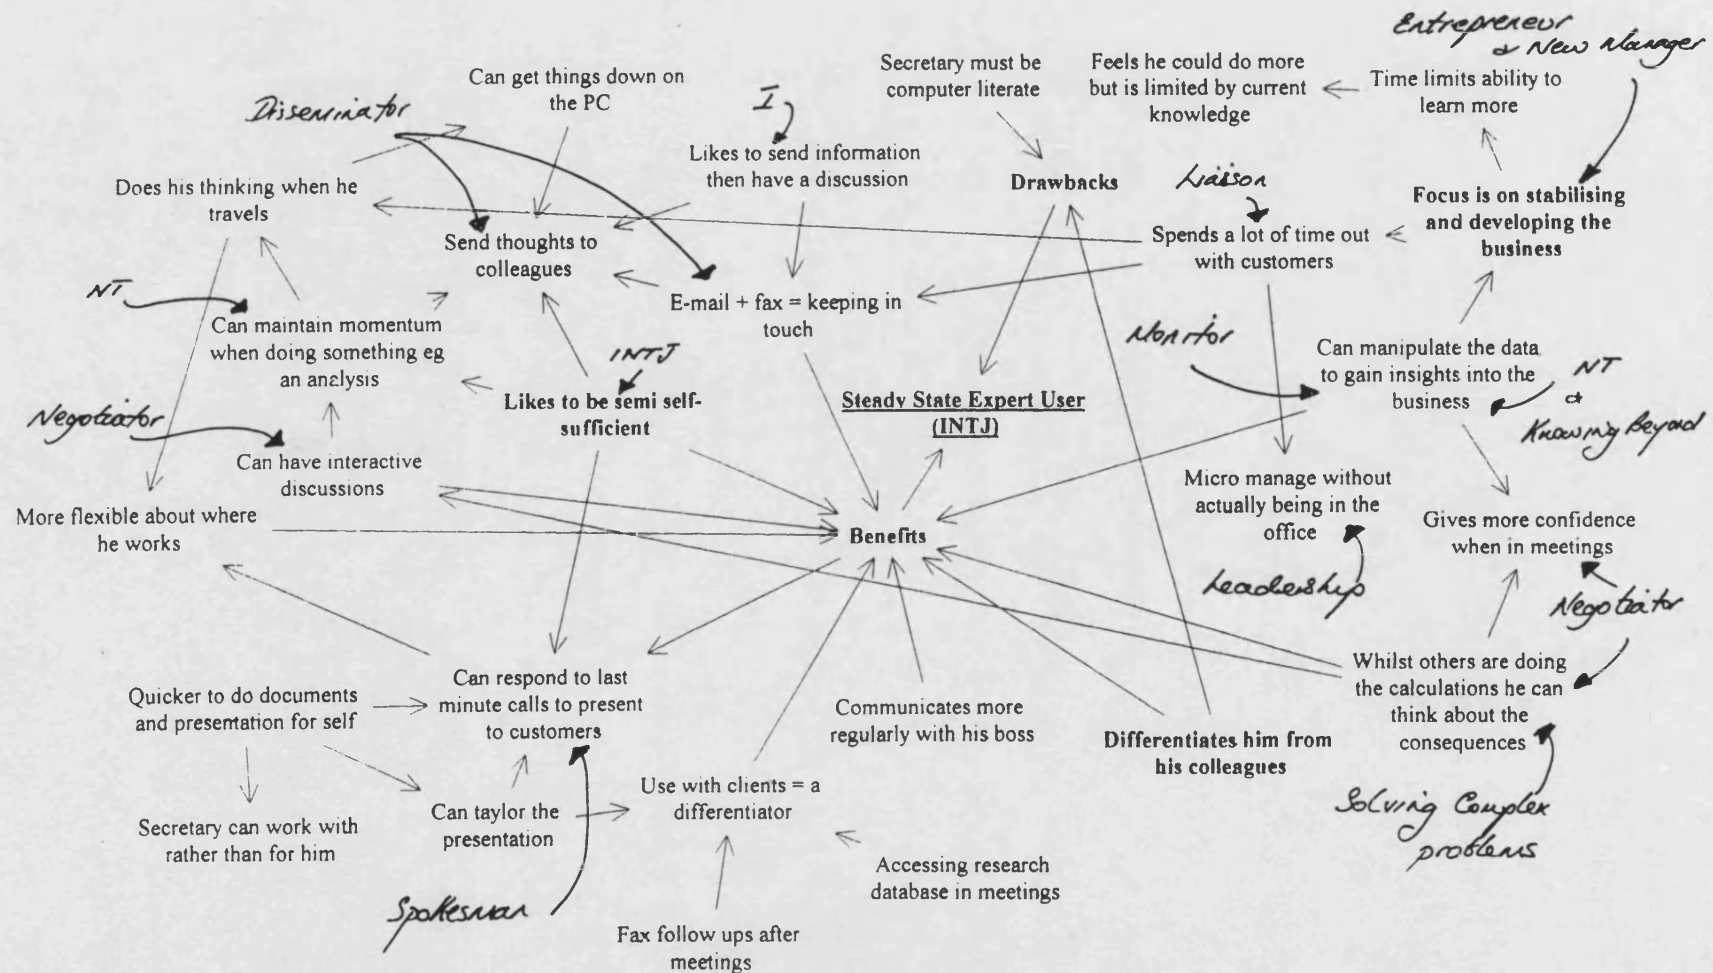 Entrepreneur
& New Manager
Can get things down on
the PC
Secretary must be
computer literate
Feels he could do more
but is limited by current
knowledge
Time limits ability to
learn more
Disseminator
I
Likes to send information
then have a discussion
Drawbacks
Liaison
Does his thinking when he
travels
Send thoughts to
colleagues
Spends a lot of time out
with customers
Focus is on stabilising
and developing the
business
NT
E-mail + fax = keeping in
touch
Can maintain momentum
when doing something eg
an analysis
INTJ
Monitor
Can manipulate the data
to gain insights into the
business
NT
&
Knowing Beyond
Likes to be semi self-
sufficient
Steady State Expert User
(INTJ)
Negotiator
Can have interactive
discussions
Micro manage without
actually being in the
office
More flexible about where
he works
Benefits
Gives more confidence
when in meetings
Leadership
Negotiator
Quicker to do documents
and presentation for self
Can respond to last
minute calls to present
to customers
Communicates more
regularly with his boss
Differentiates him from
his colleagues
Whilst others are doing
the calculations he can
think about the
consequences
Secretary can work with
rather than for him
Can taylor the
presentation
Use with clients = a
differentiator
Solving Complex
problems
Accessing research
database in meetings
Spokesman
Fax follow ups after
meetings